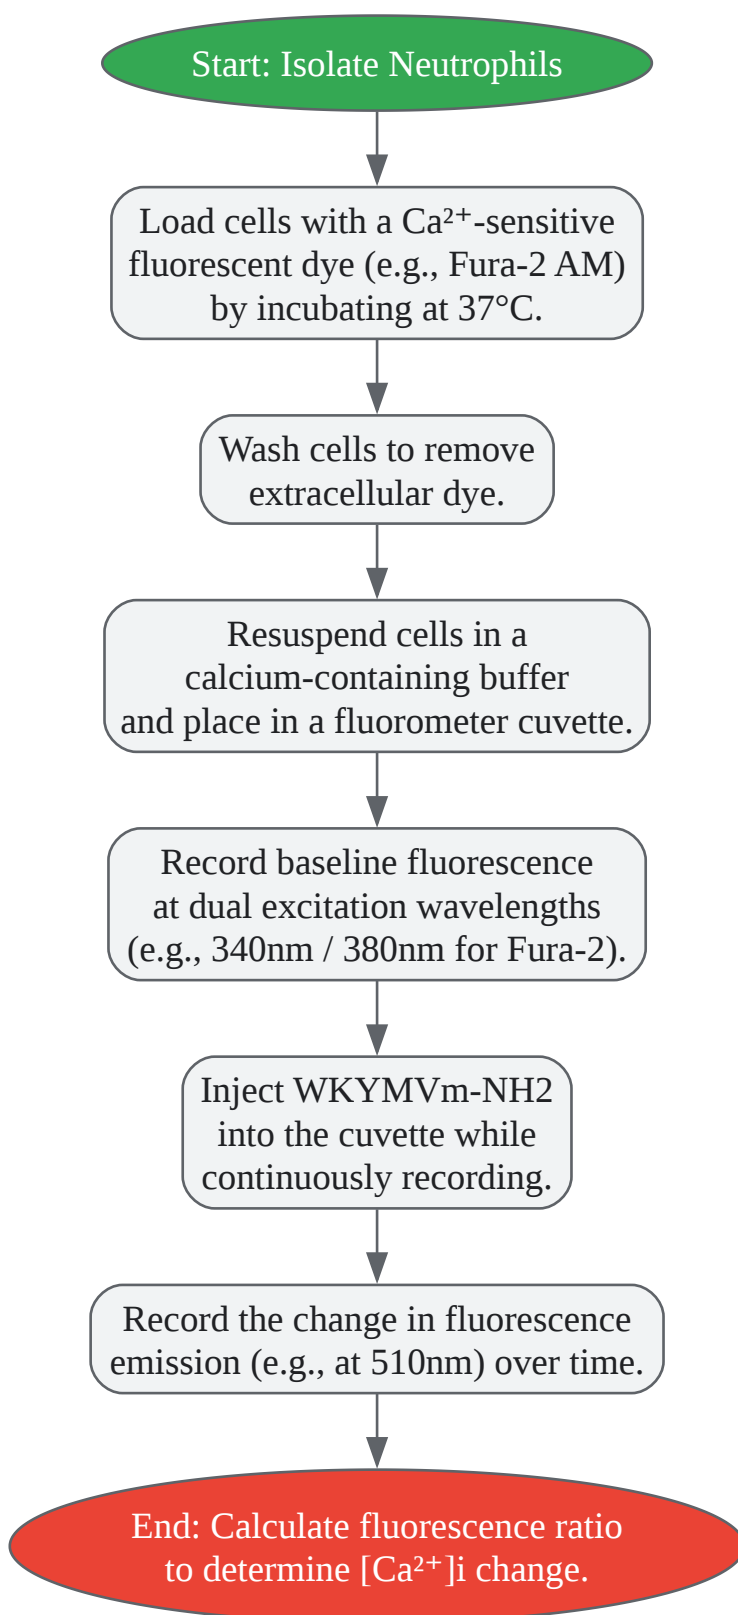 Start: Isolate Neutrophils
Load cells with a Ca²⁺-sensitive
fluorescent dye (e.g., Fura-2 AM)
by incubating at 37°C.
Wash cells to remove
extracellular dye.
Resuspend cells in a
calcium-containing buffer
and place in a fluorometer cuvette.
Record baseline fluorescence
at dual excitation wavelengths
(e.g., 340nm / 380nm for Fura-2).
Inject WKYMVm-NH2
into the cuvette while
continuously recording.
Record the change in fluorescence
emission (e.g., at 510nm) over time.
End: Calculate fluorescence ratio
to determine [Ca²⁺]i change.